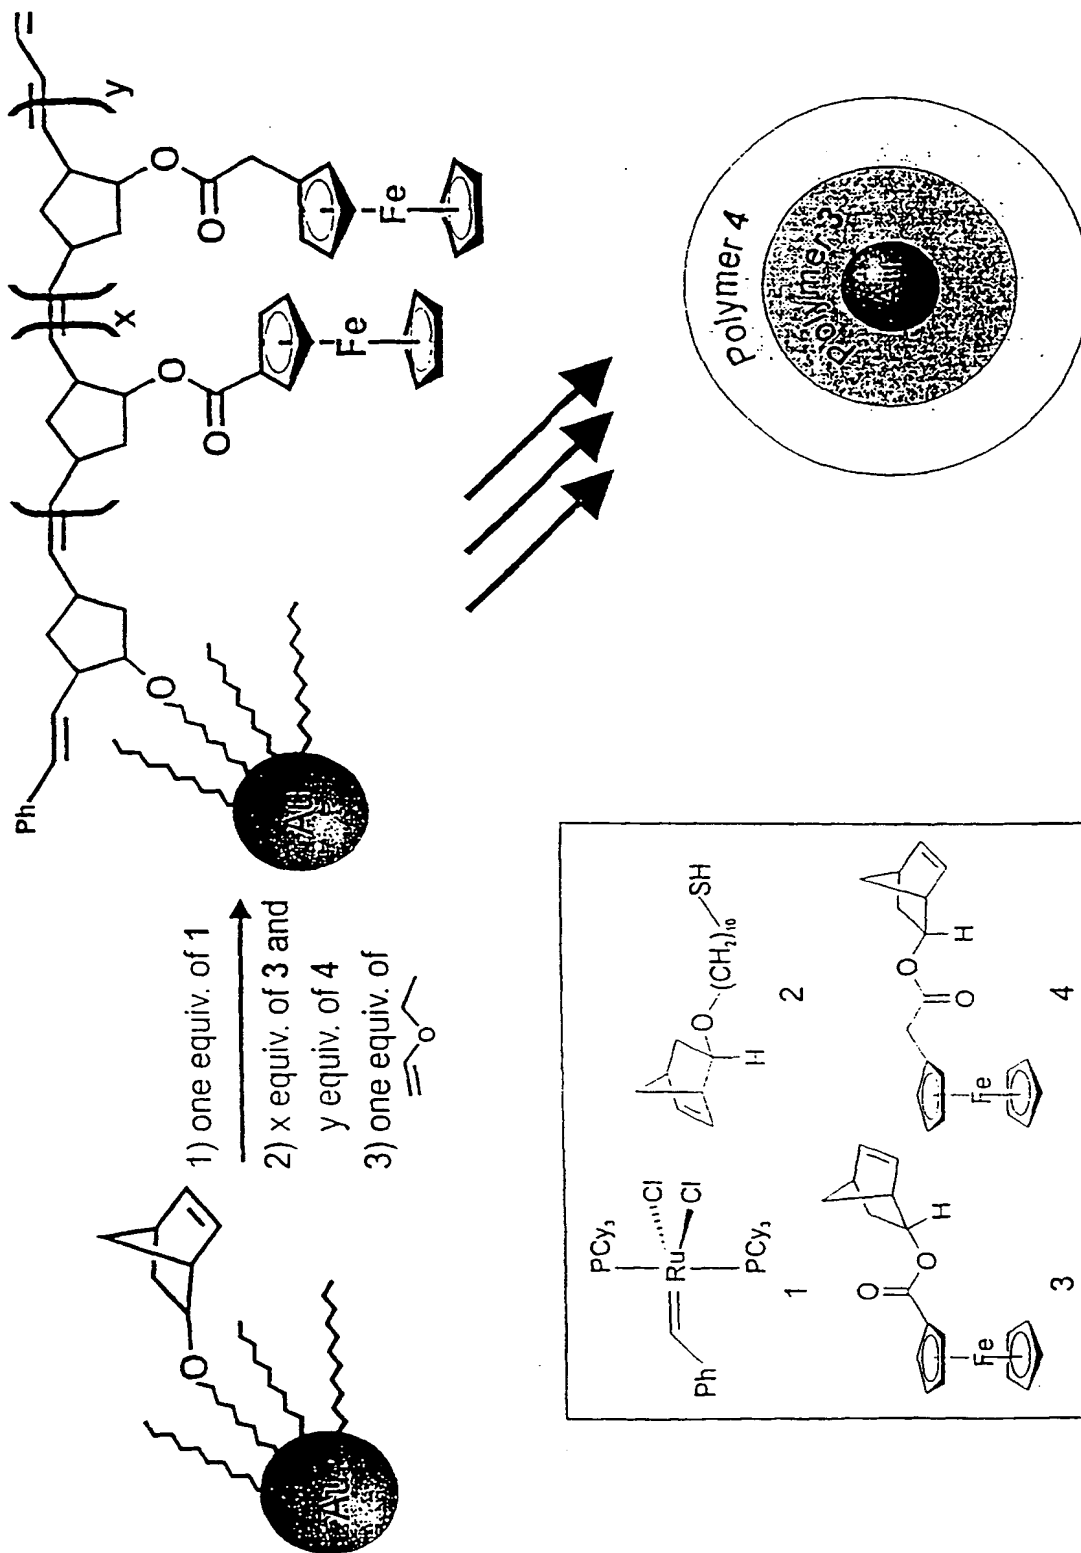 Au
O
1) one equiv. of 1
2) x equiv. of 3 and
y equiv. of 4
3) one equiv. of
O
Ph
Au
O
O
O
Fe
x
O
O
Fe
y
PCy3
Cl
Ru
Cl
PCy3
Ph
1
O
(CH2)10
SH
H
2
O
O
H
Fe
3
O
O
H
Fe
4
Polymer 4
Polymer 3
Au